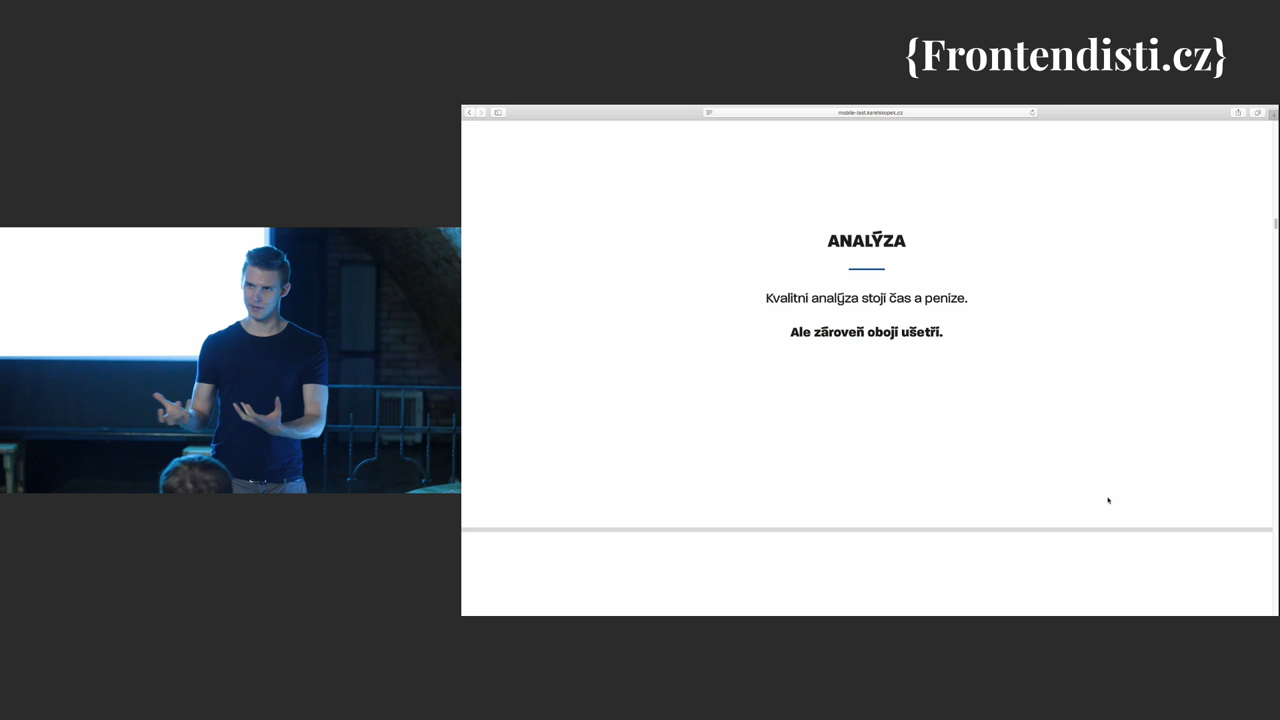 {Frontendisti.cz}
mobile-last.karelskopek.cz
ANALÝZA
Kvalitní analýza stojí čas a peníze.
Ale zároveň obojí ušetří.